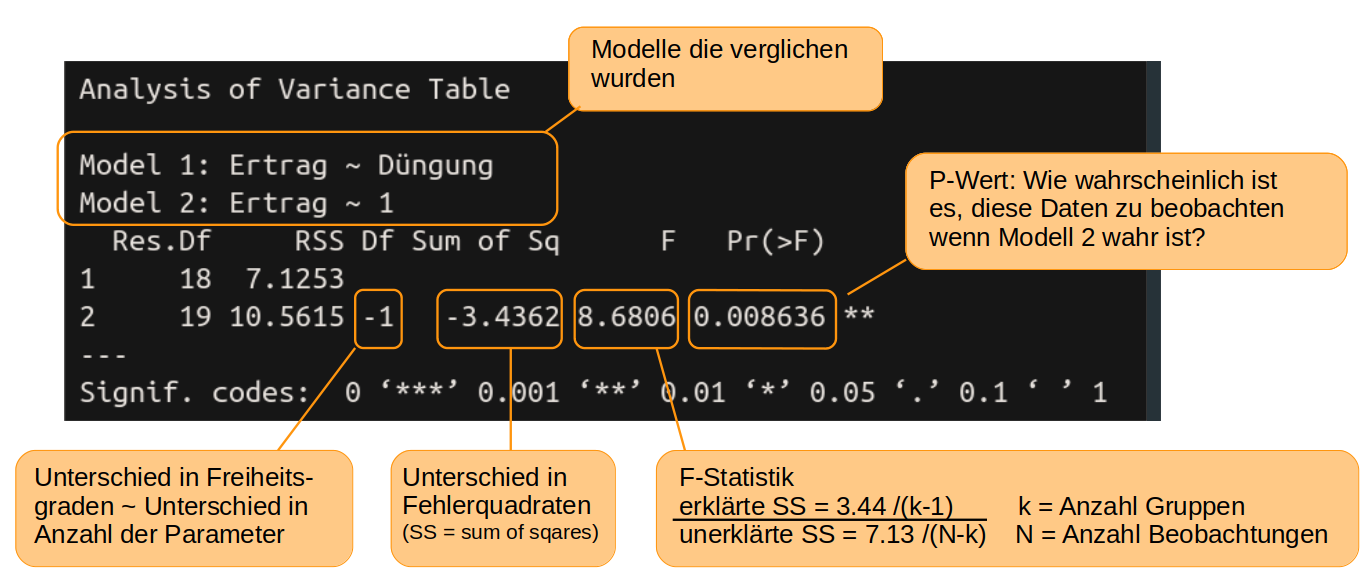 Modelle die verglichen
wurden
Analysis of Variance Table
Model 1: Ertrag ~ Düngung
Model 2: Ertrag ~ 1
P-Wert: Wie wahrscheinlich ist
es, diese Daten zu beobachten
wenn Modell 2 wahr ist?
Res.Df RSS Df Sum of Sq F Pr(>F)
1 18 7.1253
2 19 10.5615 -1 -3.4362 8.6806 0.008636 **
---
Signif. codes: 0 ‘***’ 0.001 ‘**’ 0.01 ‘*’ 0.05 ‘.’ 0.1 ‘ ’ 1
Unterschied in Freiheits-
graden ~ Unterschied in
Anzahl der Parameter
Unterschied in
Fehlerquadraten
(SS = sum of sqares)
F-Statistik
erklärte SS = 3.44 /(k-1) k = Anzahl Gruppen
unerklärte SS = 7.13 /(N-k) N = Anzahl Beobachtungen